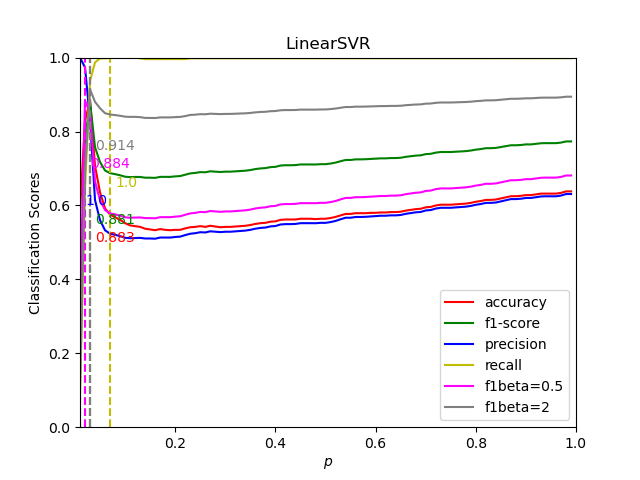 LinearSVR
1.0
0.8
0.6
0.4
0.2
Classification Scores
0.914
0.884
1.0
1.0
0.881
0.883
accuracy
f1-score
precision
recall
f1beta=0.5
f1beta=2
0.2 0.4 0.6 0.8 1.0
0.0
p